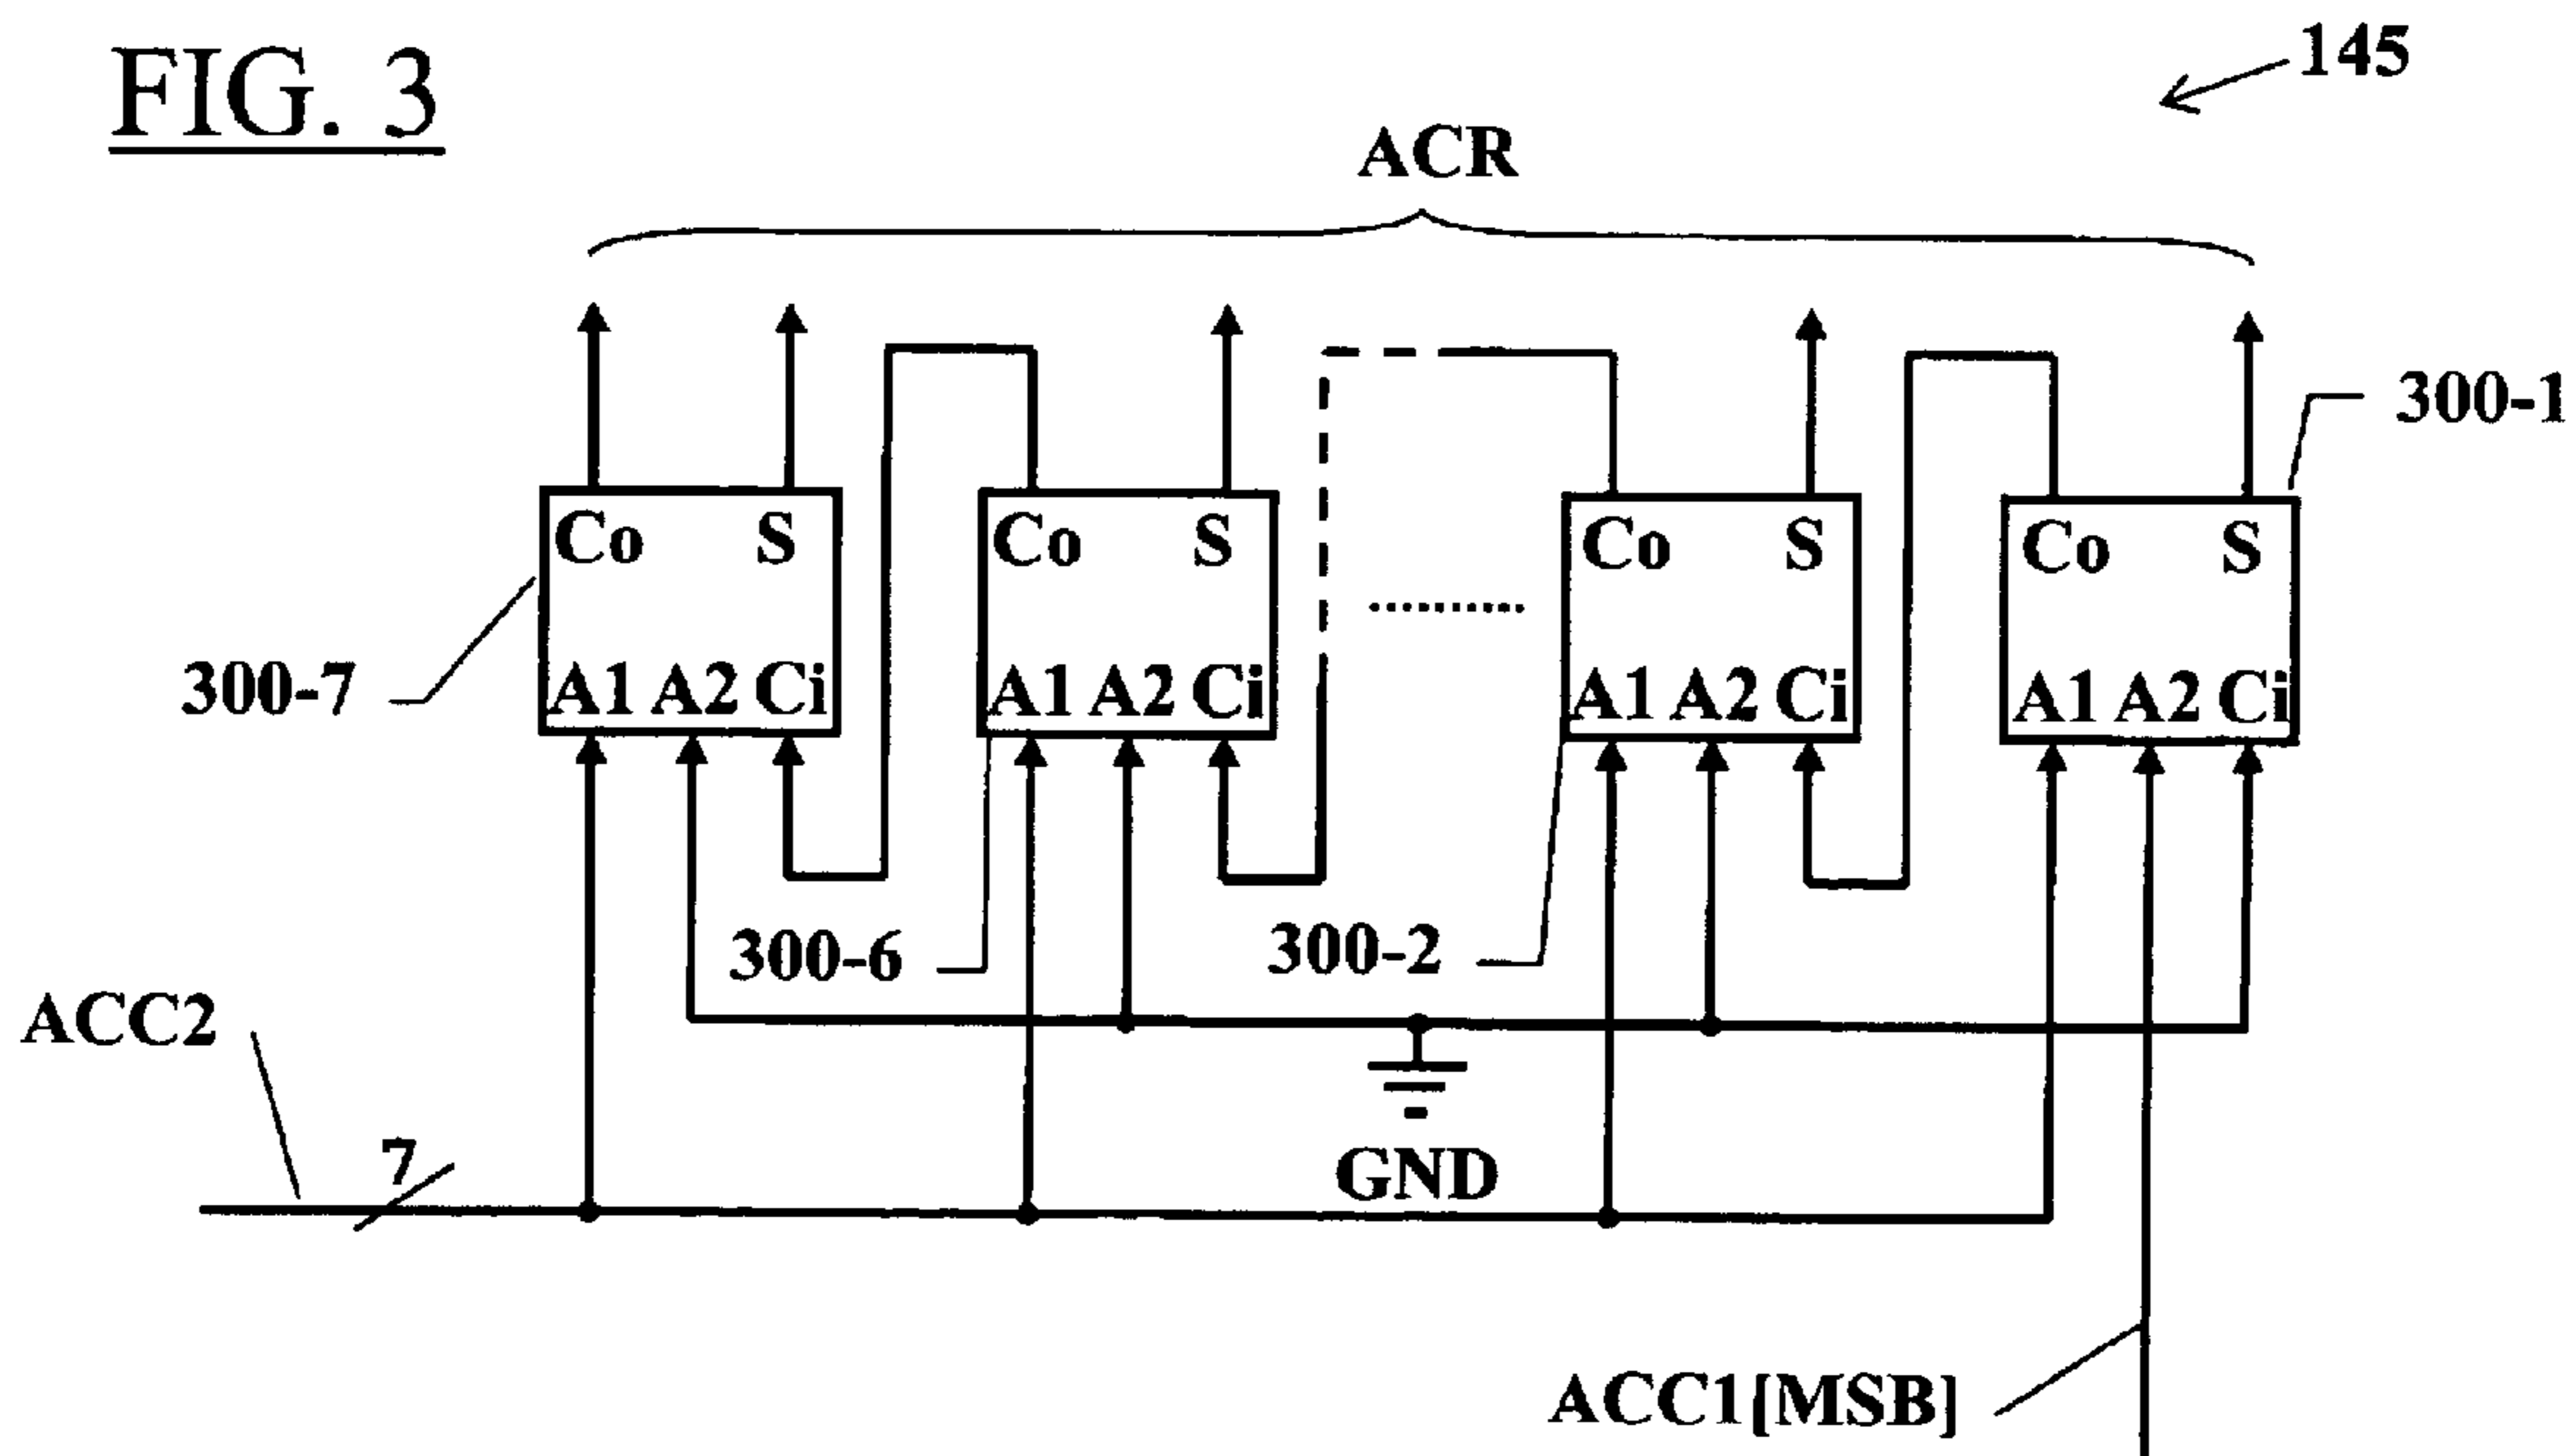 FIG. 3
145
ACR
300-1
Co S Co S Co S Co S
A1 A2 Ci A1 A2 Ci A1 A2 Ci A1 A2 Ci
300-7
300-6
300-2
ACC2
7
GND
ACC1[MSB]